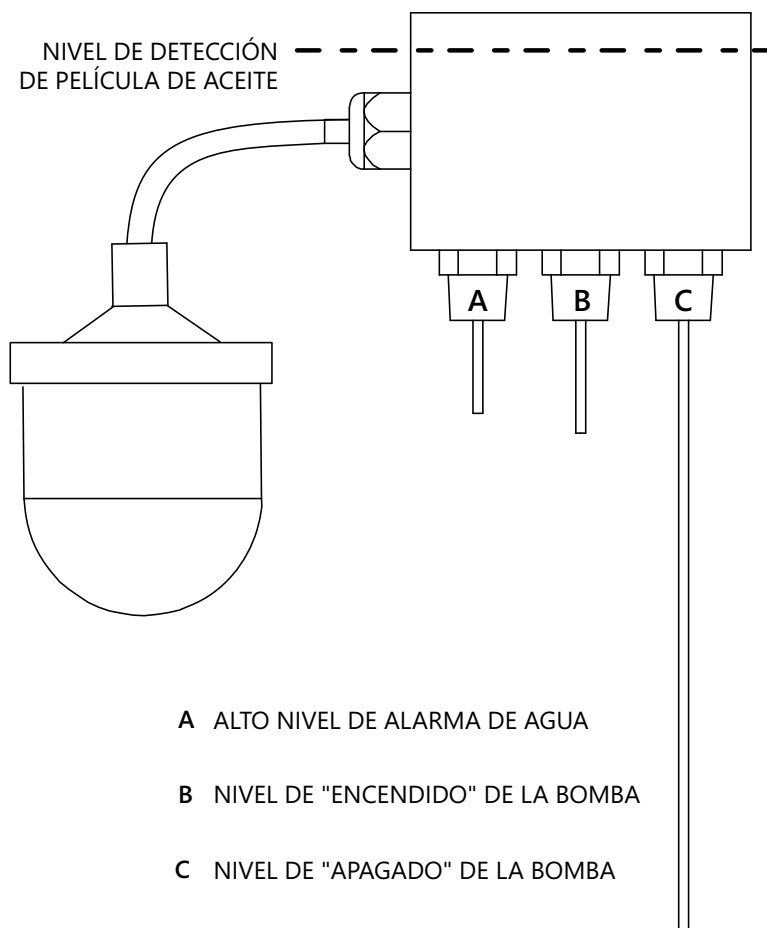 NIVEL DE DETECCIÓN
DE PELÍCULA DE ACEITE
A B C
A ALTO NIVEL DE ALARMA DE AGUA
B NIVEL DE "ENCENDIDO" DE LA BOMBA
C NIVEL DE "APAGADO" DE LA BOMBA